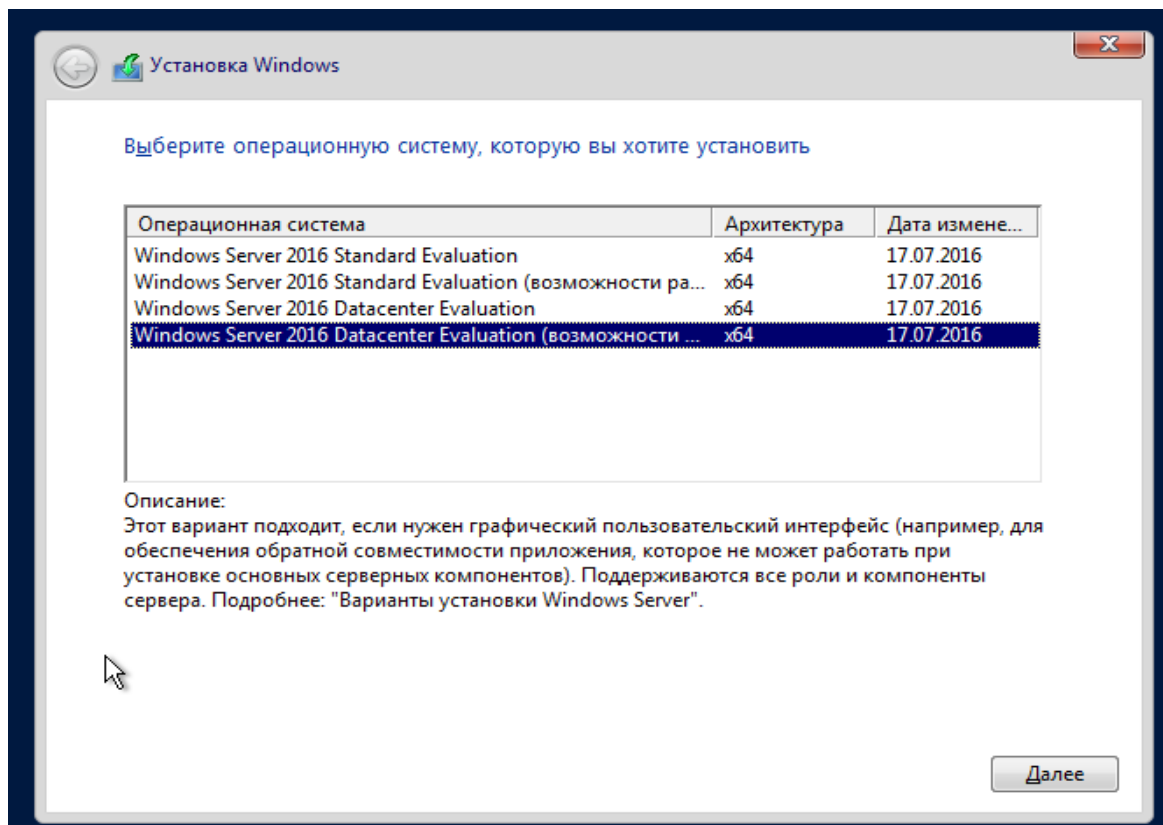 Установка Windows
Выберите операционную систему, которую вы хотите установить
Операционная система Архитектура Дата измене...
Windows Server 2016 Standard Evaluation x64 17.07.2016
Windows Server 2016 Standard Evaluation (возможности ра... x64 17.07.2016
Windows Server 2016 Datacenter Evaluation x64 17.07.2016
Windows Server 2016 Datacenter Evaluation (возможности ... x64 17.07.2016
Описание:
Этот вариант подходит, если нужен графический пользовательский интерфейс (например, для
обеспечения обратной совместимости приложения, которое не может работать при
установке основных серверных компонентов). Поддерживаются все роли и компоненты
сервера. Подробнее: "Варианты установки Windows Server".
Далее